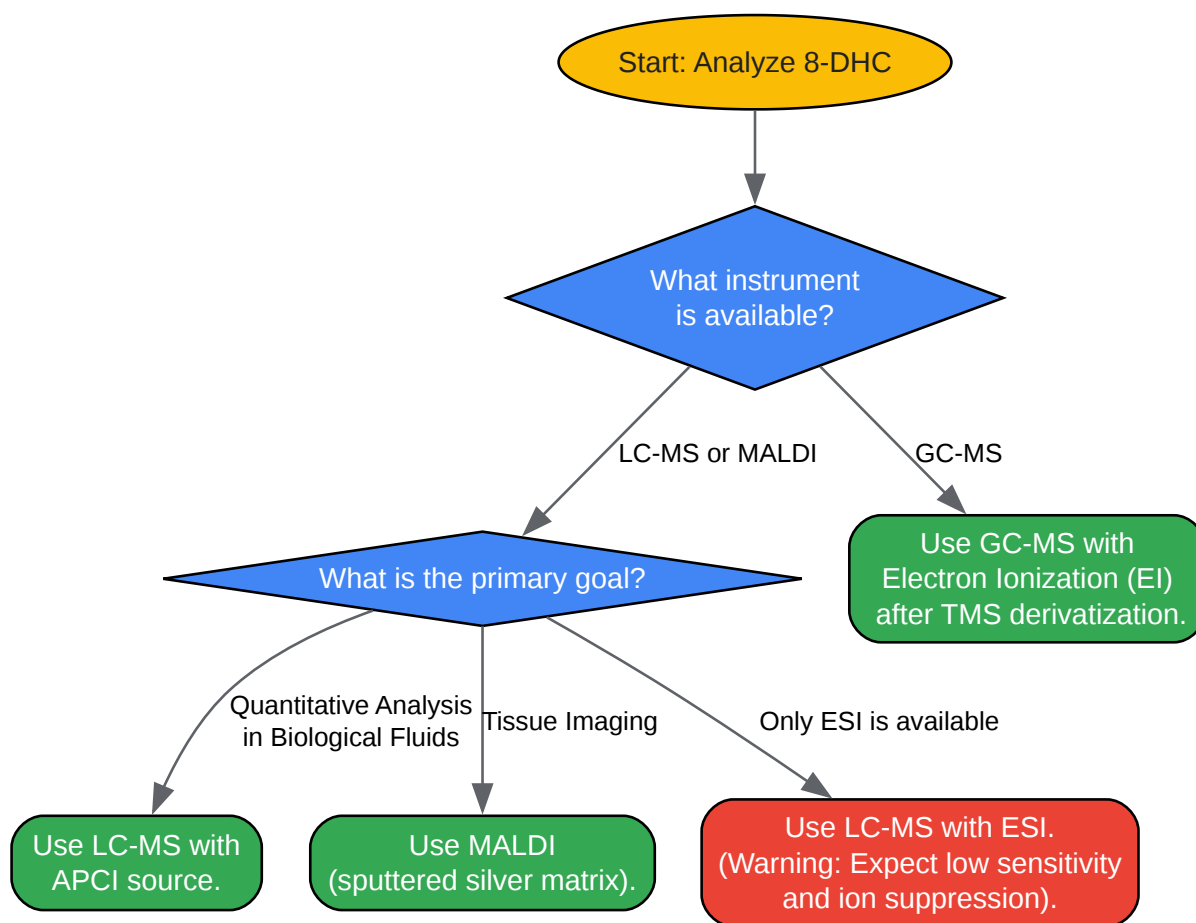 Start: Analyze 8-DHC
What instrument
is available?
LC-MS or MALDI
GC-MS
Use GC-MS with
Electron Ionization (EI)
after TMS derivatization.
What is the primary goal?
Quantitative Analysis
in Biological Fluids
Tissue Imaging
Only ESI is available
Use LC-MS with
APCI source.
Use MALDI
(sputtered silver matrix).
Use LC-MS with ESI.
(Warning: Expect low sensitivity
and ion suppression).